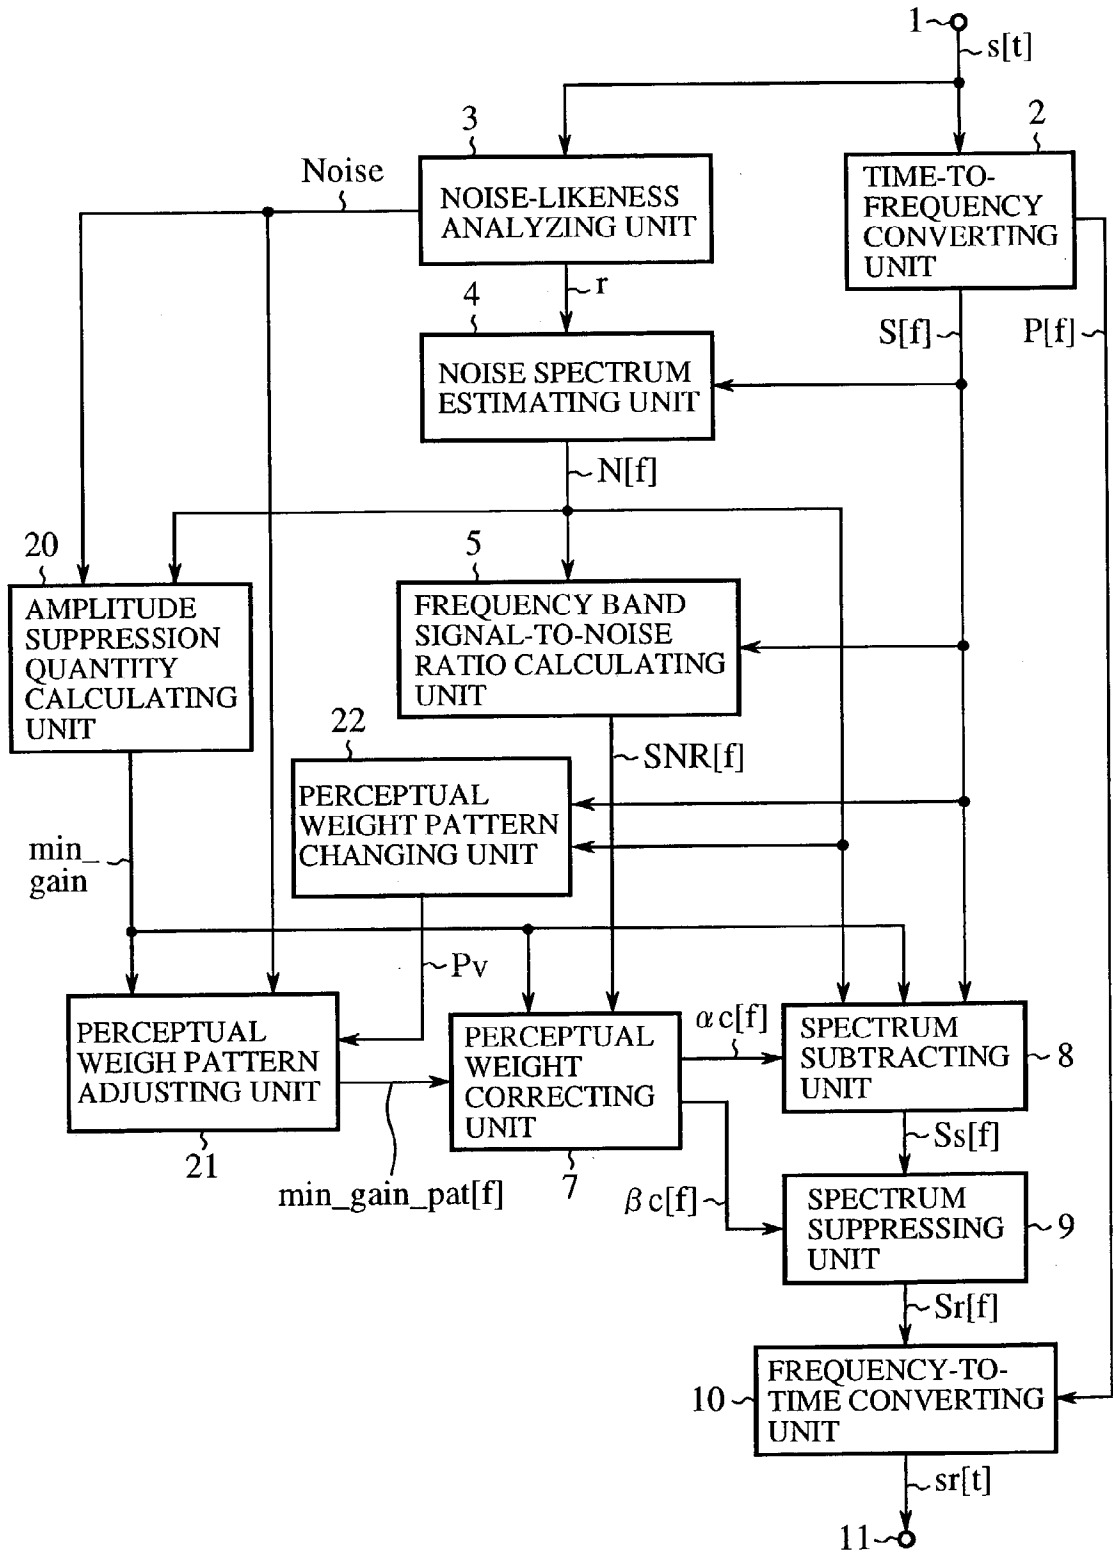 1
s[t]
3
2
Noise
NOISE-LIKENESS
ANALYZING UNIT
TIME-TO-
FREQUENCY
CONVERTING
UNIT
r
4
S[f]
P[f]
NOISE SPECTRUM
ESTIMATING UNIT
N[f]
20
5
AMPLITUDE
SUPPRESSION
QUANTITY
CALCULATING
UNIT
FREQUENCY BAND
SIGNAL-TO-NOISE
RATIO CALCULATING
UNIT
22
SNR[f]
PERCEPTUAL
WEIGHT PATTERN
CHANGING UNIT
min_
gain
Pv
αc[f]
PERCEPTUAL
WEIGH PATTERN
ADJUSTING UNIT
PERCEPTUAL
WEIGHT
CORRECTING
UNIT
SPECTRUM
SUBTRACTING
UNIT
8
21
min_gain_pat[f]
7
βc[f]
Ss[f]
SPECTRUM
SUPPRESSING
UNIT
9
Sr[f]
10
FREQUENCY-TO-
TIME CONVERTING
UNIT
sr[t]
11